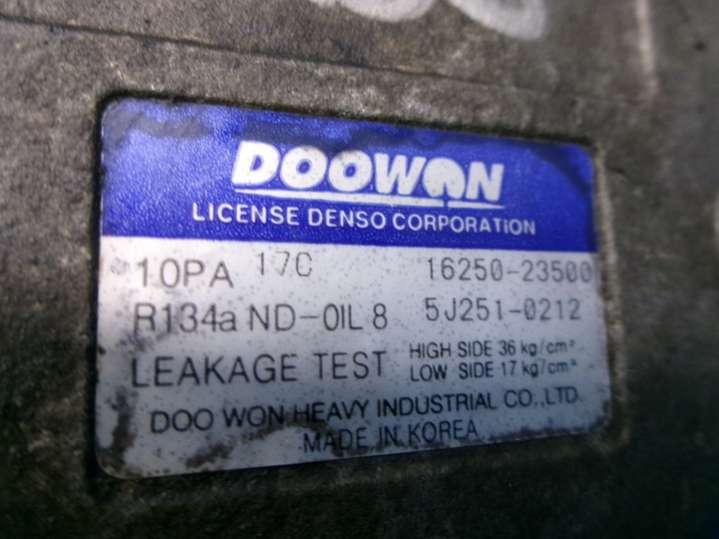 DOOWON
LICENSE DENSO CORPORATION
10PA 17C 16250-23500
R134a ND-OIL 8 5J251-0212
LEAKAGE TEST HIGH SIDE 36 kg/cm²
LOW SIDE 17 kg/cm²
DOO WON HEAVY INDUSTRIAL CO.,LTD.
MADE IN KOREA